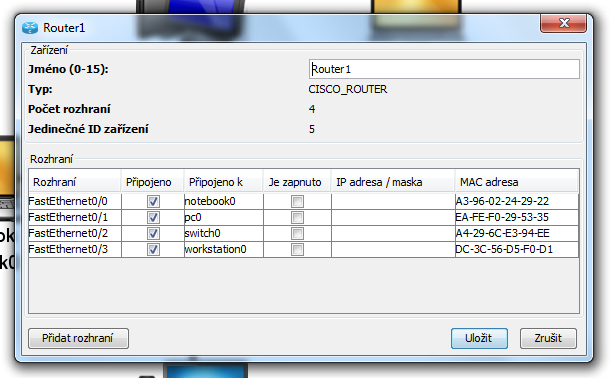 Router1
Zařízení
Jméno (0-15): Router1
Typ: CISCO_ROUTER
Počet rozhraní 4
Jedinečné ID zařízení 5
Rozhraní
Rozhraní Připojeno Připojeno k Je zapnuto IP adresa / maska MAC adresa
FastEthernet0/0 notebook0 A3-96-02-24-29-22
FastEthernet0/1 pc0 EA-FE-F0-29-53-35
FastEthernet0/2 switch0 A4-29-6C-E3-94-EE
FastEthernet0/3 workstation0 DC-3C-56-D5-F0-D1
Přidat rozhraní Uložit Zrušit